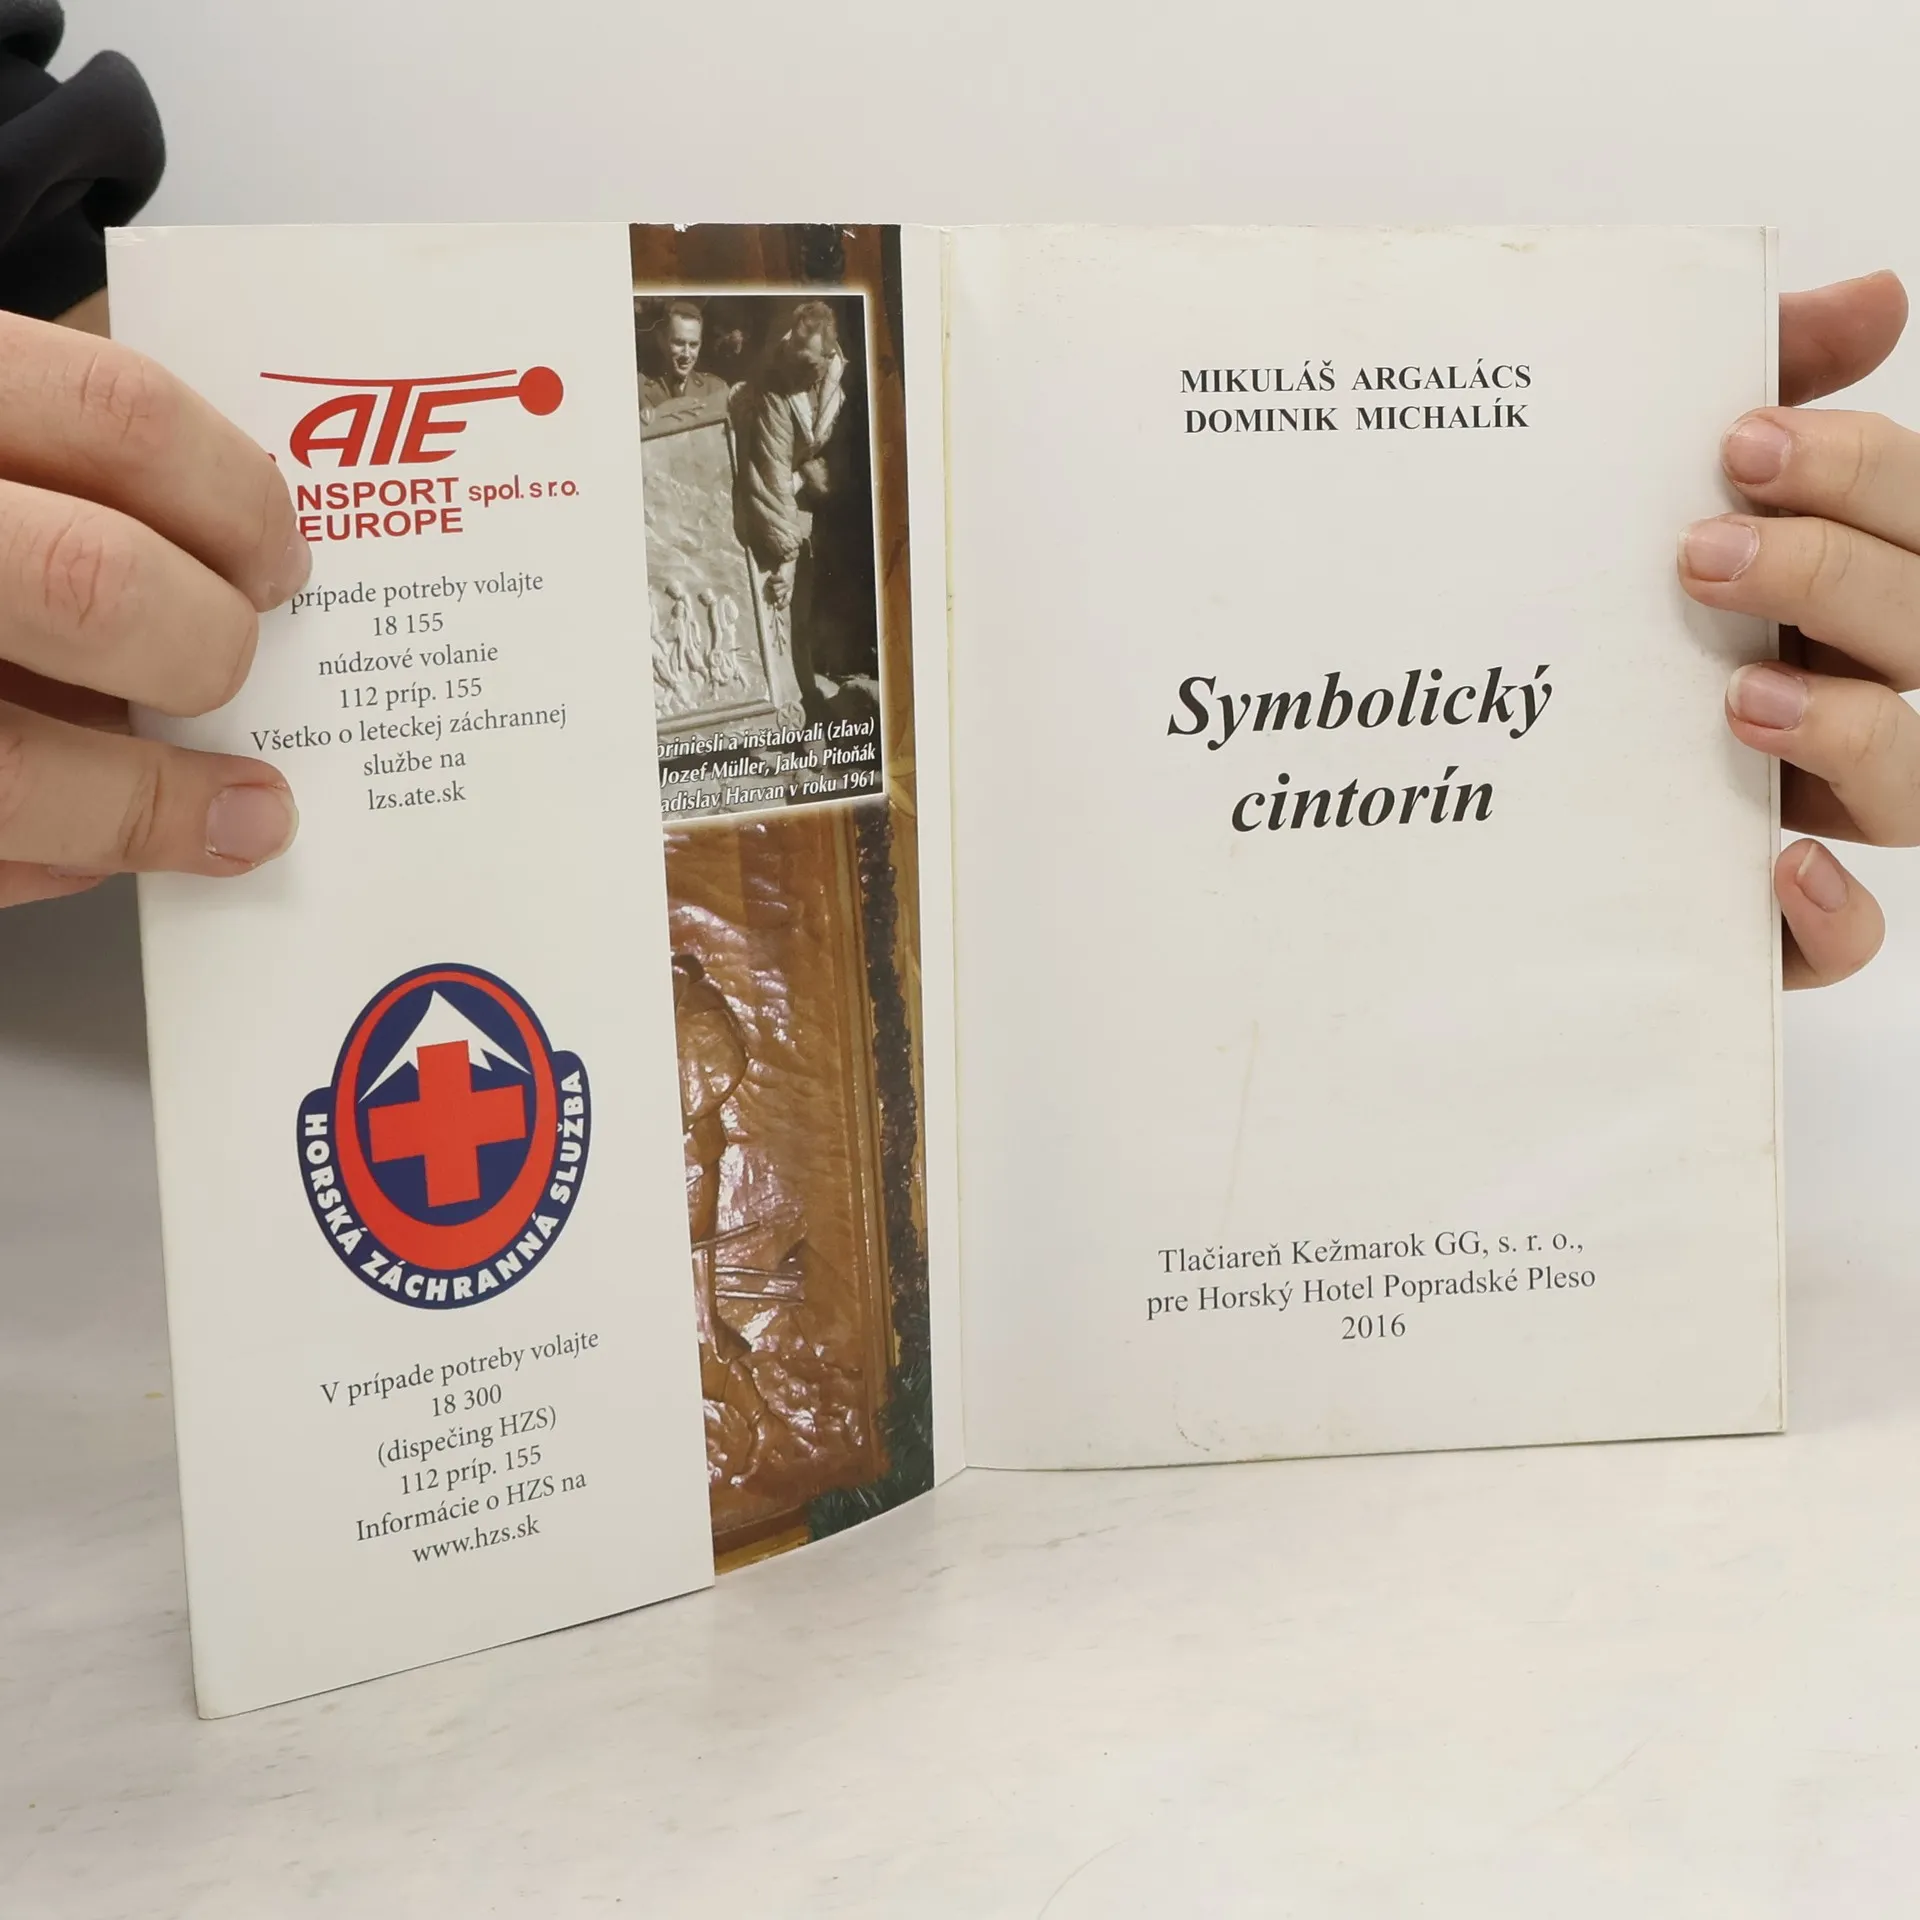 ATE
NSPORT spol. s r.o.
EUROPE
prípade potreby volajte
18 155
núdzové volanie
112 príp. 155
Všetko o leteckej záchrannej
službe na
lzs.ate.sk
HORSKÁ ZÁCHRANNÁ SLUŽBA
V prípade potreby volajte
18 300
(dispečing HZS)
112 príp. 155
Informácie o HZS na
www.hzs.sk
priniesli a inštalovali (zľava)
Jozef Müller, Jakub Pitoňák
adislav Harvan v roku 1961
MIKULÁŠ ARGALÁCS
DOMINIK MICHALÍK
Symbolický
cintorín
Tlačiareň Kežmarok GG, s. r. o.,
pre Horský Hotel Popradské Pleso
2016